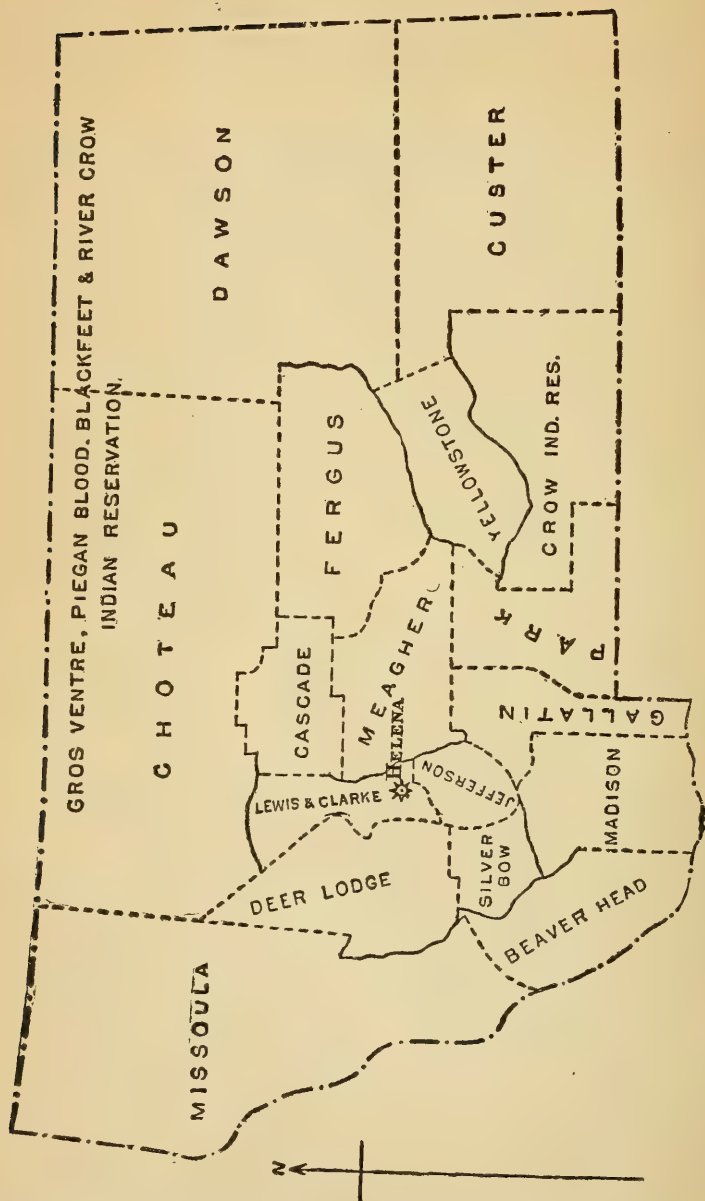 GROS VENTRE, PIEGAN BLOOD. BLACKFEET & RIVER CROW
INDIAN RESERVATION.
CHOTEAU
DAWSON
MISSOULA
CASCADE
FERGUS
LEWIS & CLARKE
HELENA
MEAGHER
DEER LODGE
JEFFERSON
SILVER
BOW
YELLOWSTONE
CUSTER
CROW IND. RES.
PARK
GALLATIN
MADISON
BEAVER HEAD
N